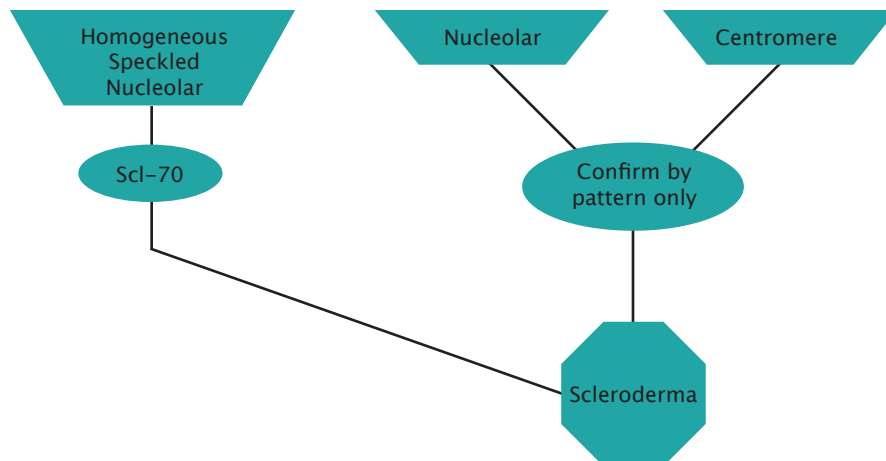 Homogeneous
Speckled
Nucleolar
Nucleolar
Centromere
Scl-70
Confirm by
pattern only
Scleroderma